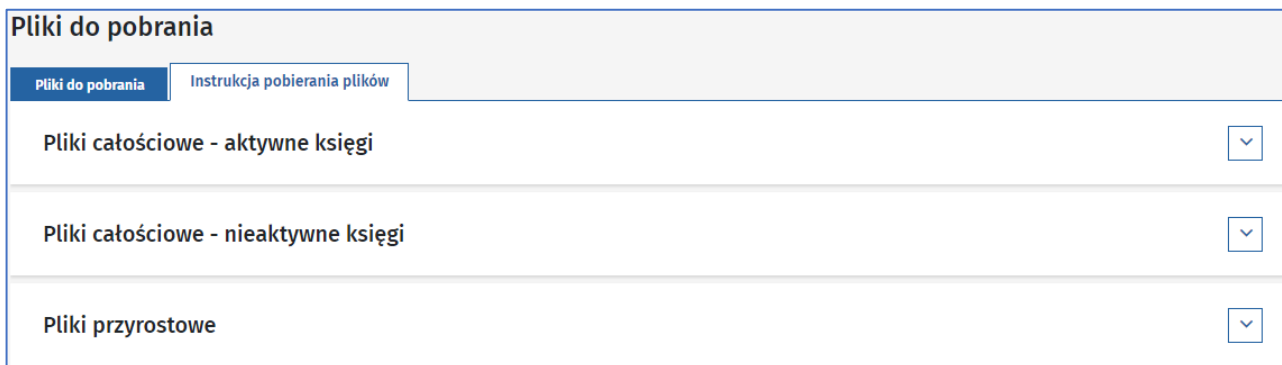 Pliki do pobrania
Pliki do pobrania Instrukcja pobierania plików
Pliki całościowe - aktywne księgi
Pliki całościowe - nieaktywne księgi
Pliki przyrostowe